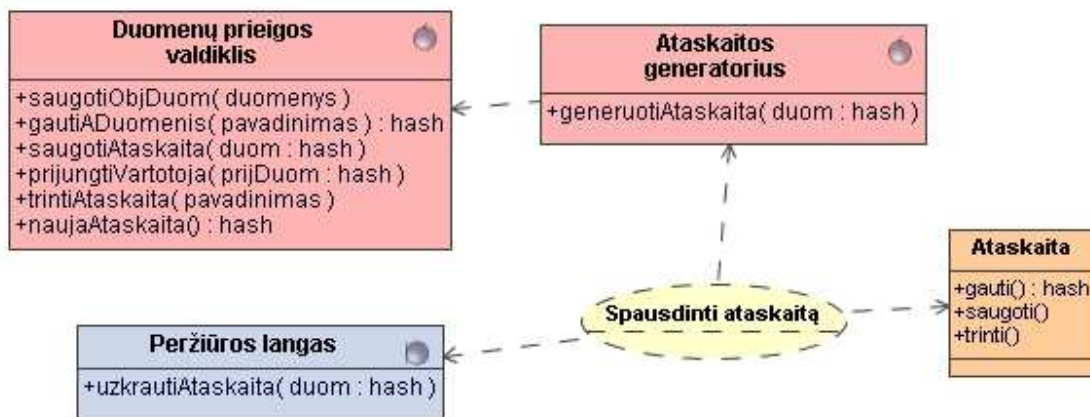 Duomenų prieigos
valdiklis
+saugotiObjDuom( duomenys )
+gautiADuomenis( pavadinimas ) : hash
+saugotiAtaskaita( duom : hash )
+prijungtiVartotoja( prijDuom : hash )
+trintiAtaskaita( pavadinimas )
+naujaAtaskaita() : hash
Ataskaitos
generatorius
+generuotiAtaskaita( duom : hash )
Ataskaita
+gauti() : hash
+saugoti()
+trinti()
Spausdinti ataskaitą
Peržiūros langas
+uzkrautiAtaskaita( duom : hash )